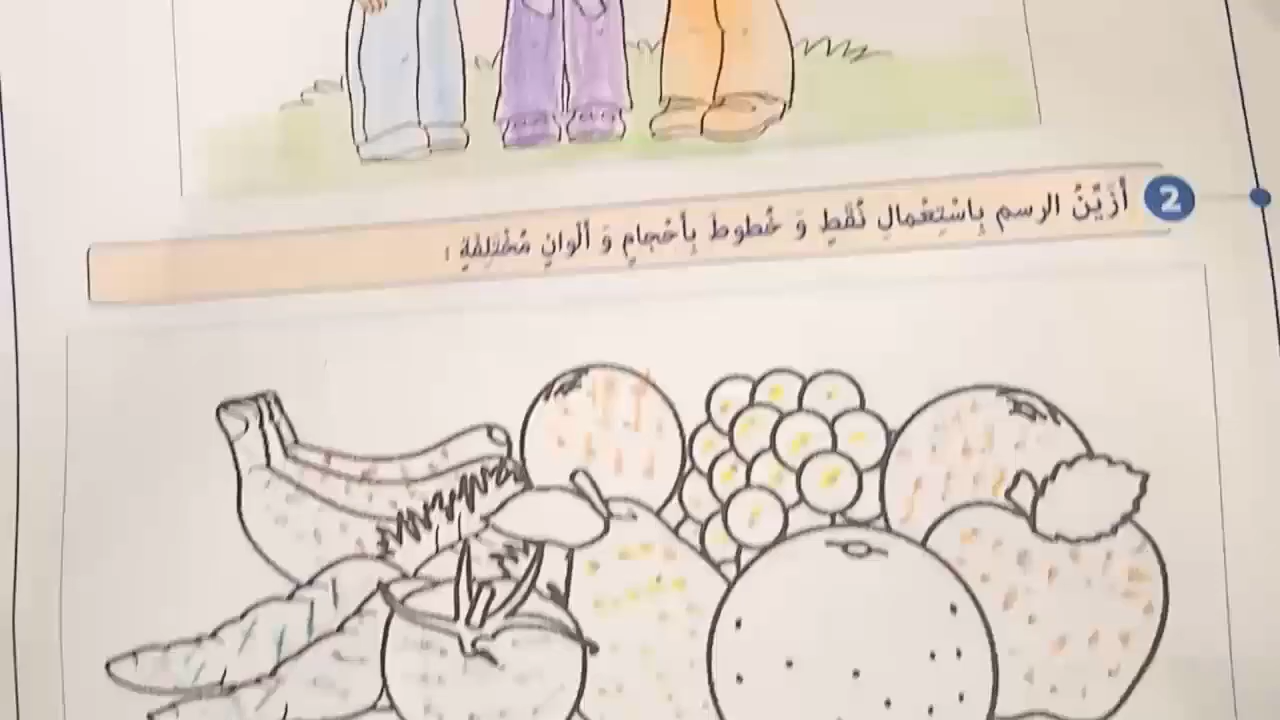 2 أُزَيِّنُ الرسم بِاسْتِعْمالِ نُقَطٍ وَ خُطوطَ بِأَحْجامٍ وَ أَلْوانٍ مُخْتَلِفَةٍ :